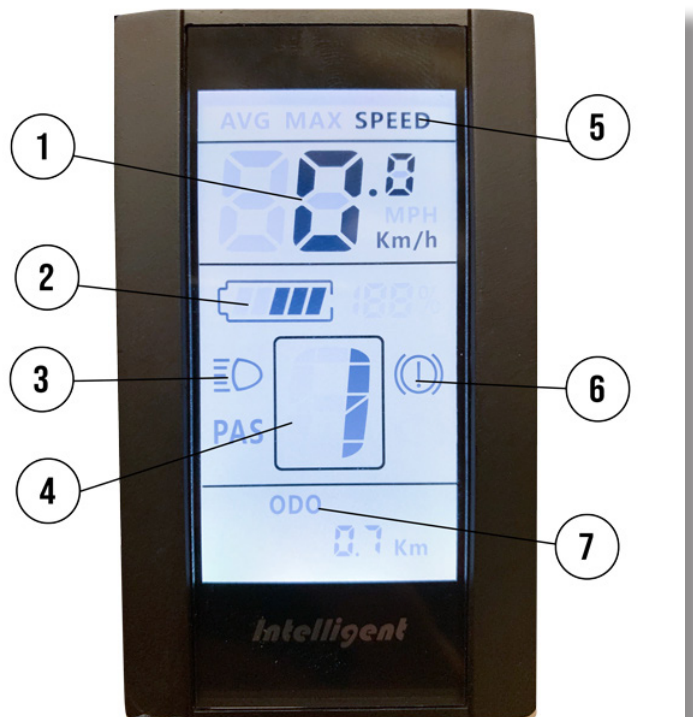 AVG MAX SPEED
1
5
0.0
MPH
Km/h
2
188%
3
6
PAS
1
4
ODO
7
0.7 Km
Intelligent